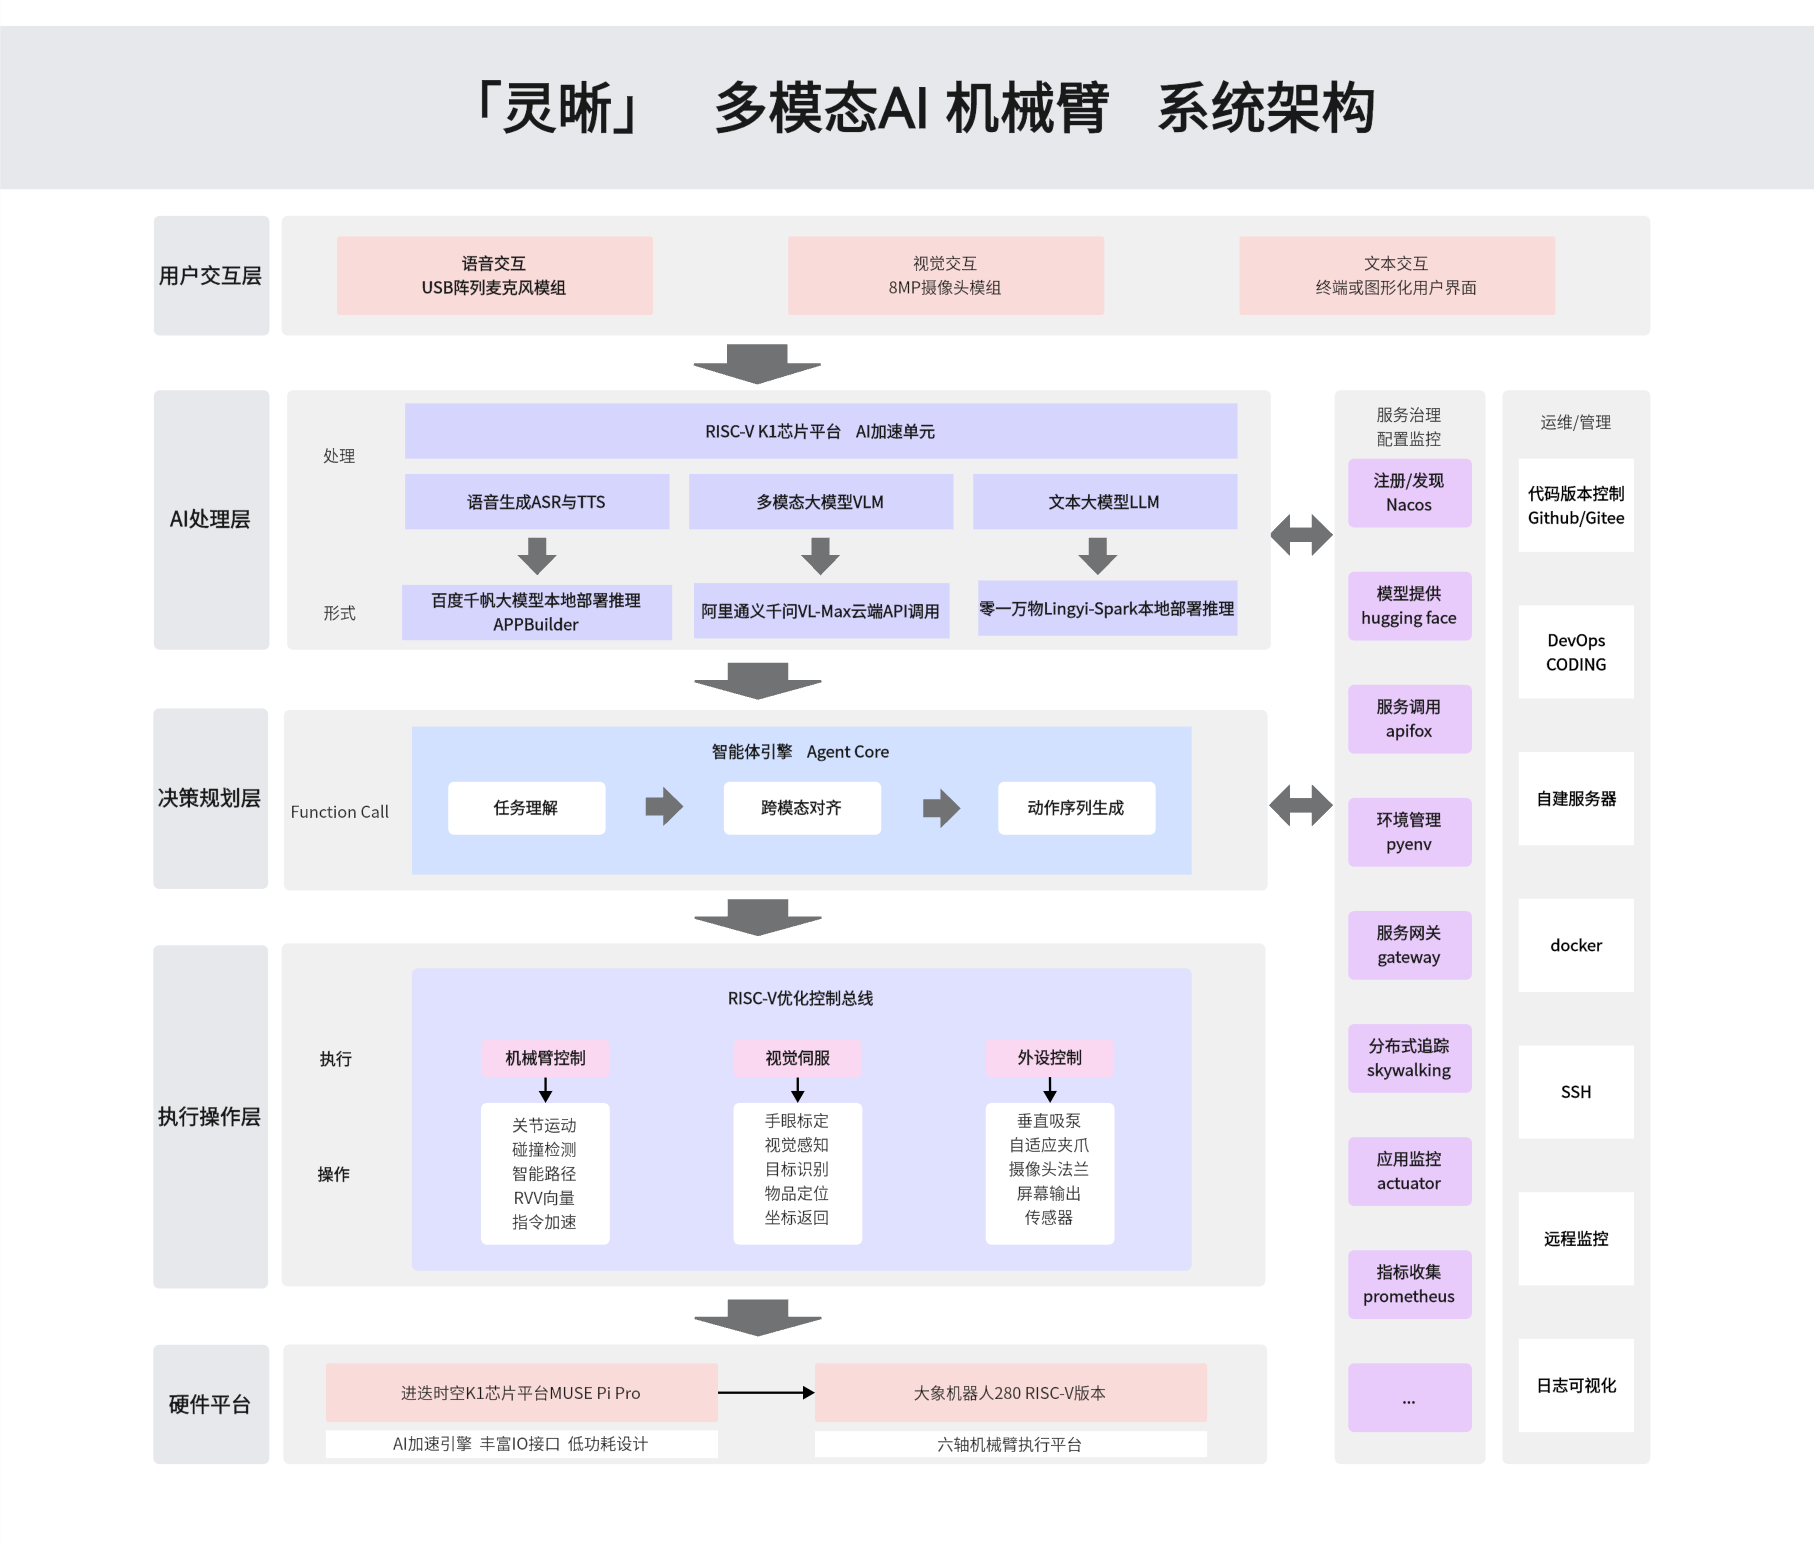 「灵晰」 多模态AI 机械臂 系统架构
用户交互层
语音交互
USB阵列麦克风模组
视觉交互
8MP摄像头模组
文本交互
终端或图形化用户界面
AI处理层
处理
RISC-V K1芯片平台 AI加速单元
语音生成ASR与TTS
多模态大模型VLM
文本大模型LLM
形式
百度千帆大模型本地部署推理
APPBuilder
阿里通义千问VL-Max云端API调用
零一万物Lingyi-Spark本地部署推理
决策规划层
Function Call
智能体引擎 Agent Core
任务理解
跨模态对齐
动作序列生成
执行操作层
执行
操作
RISC-V优化控制总线
机械臂控制
关节运动
碰撞检测
智能路径
RVV向量
指令加速
视觉伺服
手眼标定
视觉感知
目标识别
物品定位
坐标返回
外设控制
垂直吸泵
自适应夹爪
摄像头法兰
屏幕输出
传感器
硬件平台
进迭时空K1芯片平台MUSE Pi Pro
AI加速引擎 丰富IO接口 低功耗设计
大象机器人280 RISC-V版本
六轴机械臂执行平台
服务治理
配置监控
注册/发现
Nacos
模型提供
hugging face
服务调用
apifox
环境管理
pyenv
服务网关
gateway
分布式追踪
skywalking
应用监控
actuator
指标收集
prometheus
...
运维/管理
代码版本控制
Github/Gitee
DevOps
CODING
自建服务器
docker
SSH
远程监控
日志可视化